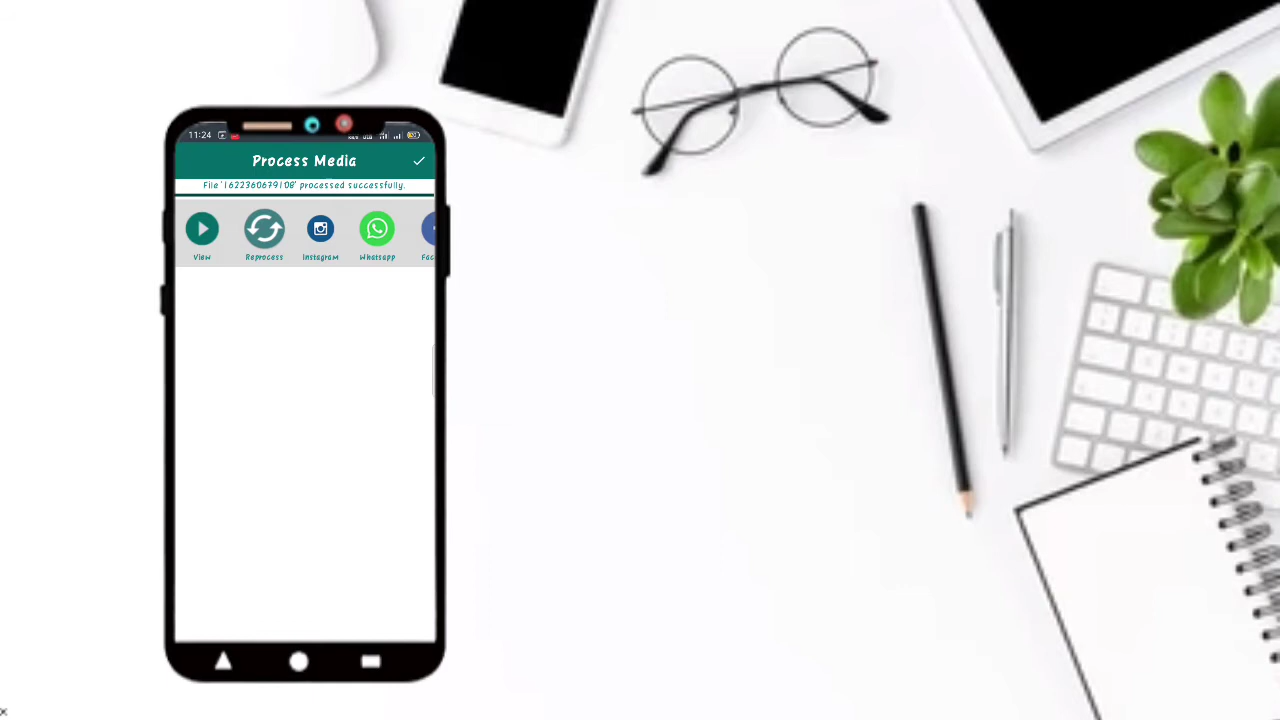 11:24
Process Media
File '1622360679108' processed successfully.
View Reprocess Instagram Whatsapp Fac